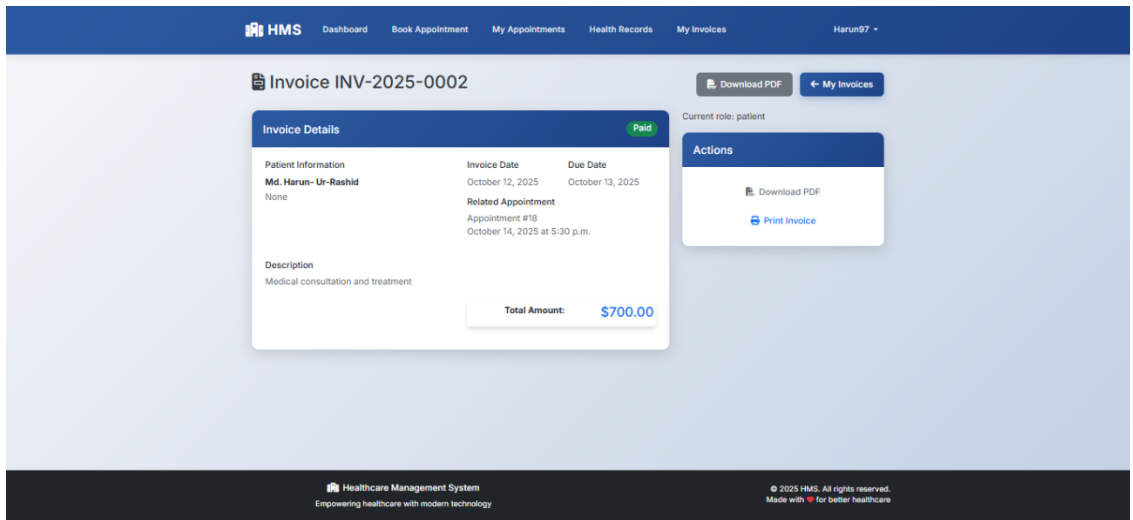 HMS Dashboard Book Appointment My Appointments Health Records My Invoices Harun97
Invoice INV-2025-0002
Download PDF
← My Invoices
Invoice Details Paid
Patient Information
Md. Harun- Ur-Rashid
None
Invoice Date
October 12, 2025
Due Date
October 13, 2025
Related Appointment
Appointment #18
October 14, 2025 at 5:30 p.m.
Description
Medical consultation and treatment
Total Amount: $700.00
Current role: patient
Actions
Download PDF
Print Invoice
Healthcare Management System
Empowering healthcare with modern technology
© 2025 HMS. All rights reserved.
Made with ❤ for better healthcare